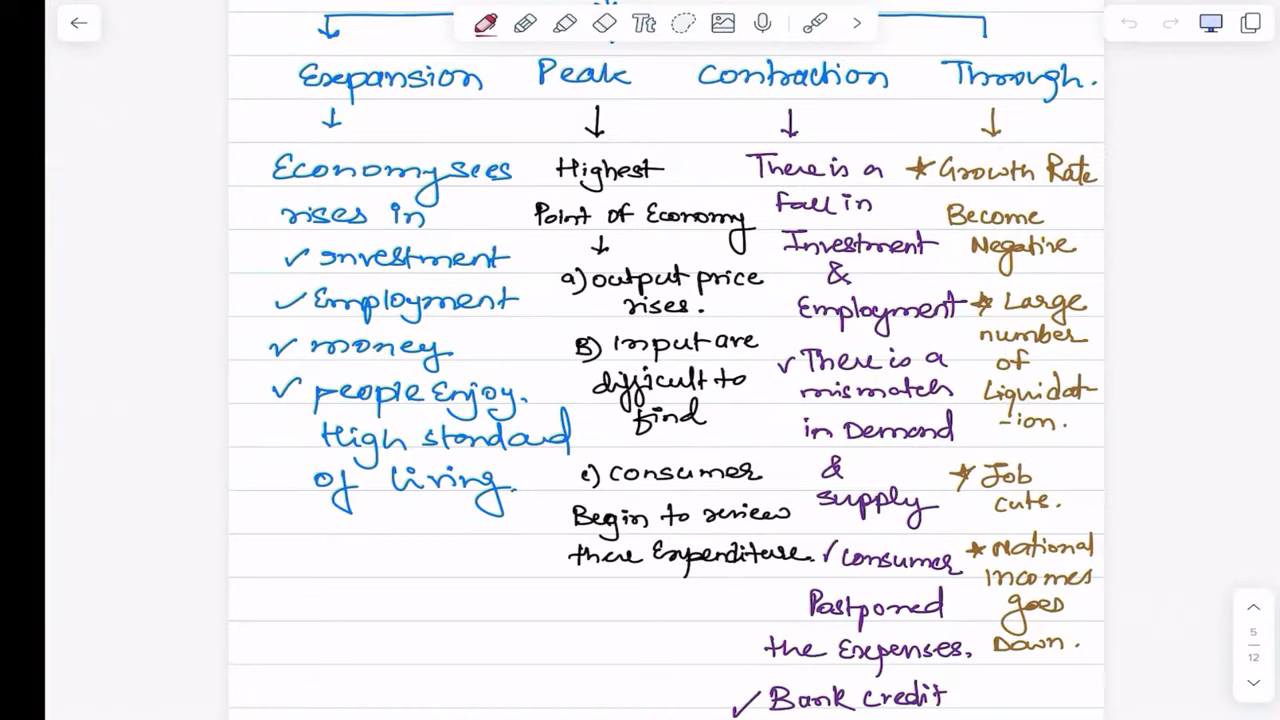 Tt
Expansion Peak Contraction Through.
Economy sees
rises in
✓ Investment
✓ Employment
✓ money
✓ people Enjoy.
High standard
of living.
Highest
Point of Economy
a) output price
rises.
B) Input are
difficult to
find
c) consumer
Begin to review
there Expenditure.
There is a
fall in
Investment
&
Employment
✓ There is a
mismatch
in Demand
&
supply
✓ consumer
Postponed
the Expenses.
✓ Bank credit
★ Growth Rate
Become
Negative
★ Large
number
of
Liquidat
-ion.
★ Job
cuts.
★ National
incomes
goes
Down.
5
12